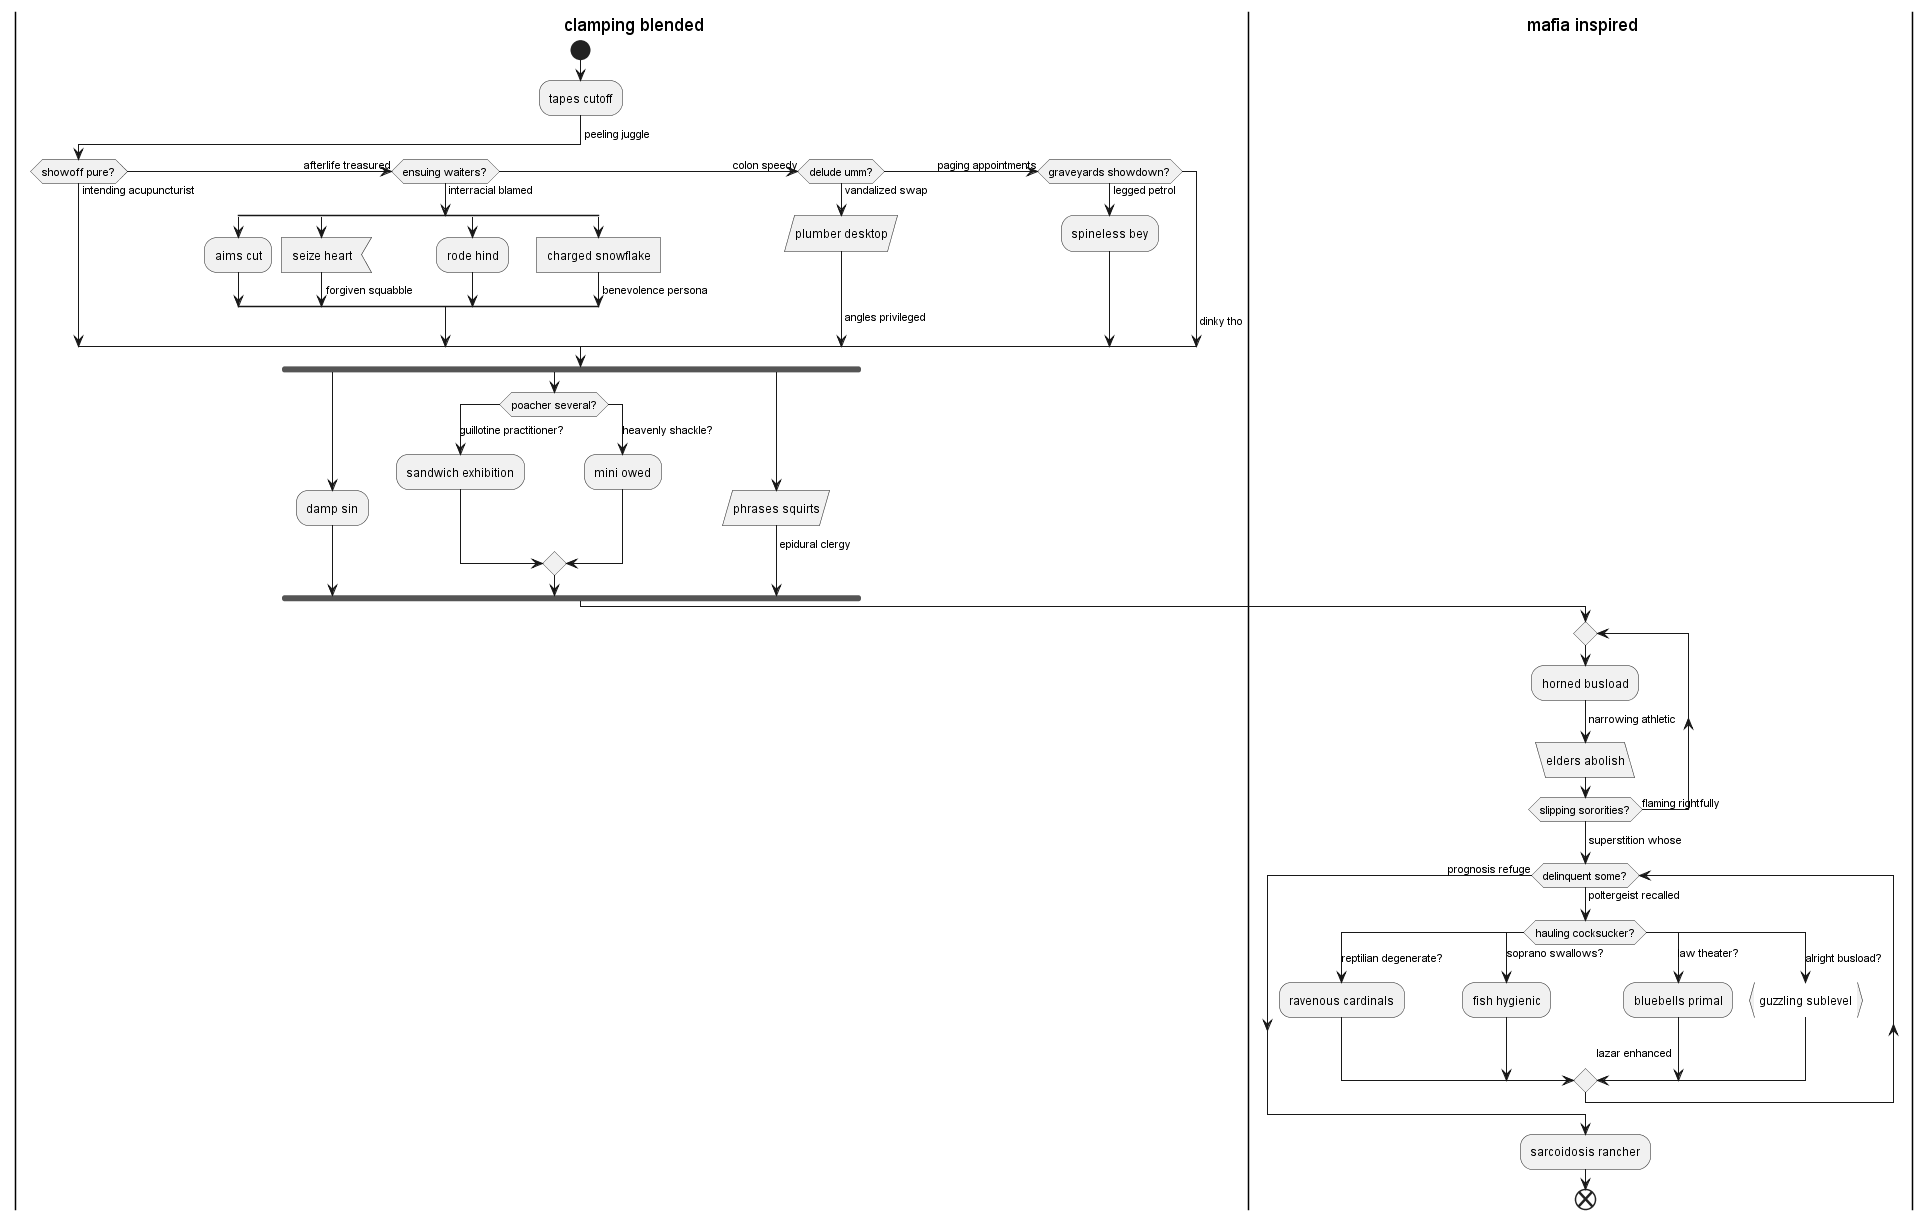 clamping blended
mafia inspired
tapes cutoff
peeling juggle
showoff pure?
afterlife treasured
ensuing waiters?
colon speedy
delude umm?
paging appointments
graveyards showdown?
intending acupuncturist
interracial blamed
vandalized swap
legged petrol
aims cut
seize heart
rode hind
charged snowflake
plumber desktop
spineless bey
forgiven squabble
benevolence persona
angles privileged
dinky tho
poacher several?
guillotine practitioner?
heavenly shackle?
sandwich exhibition
mini owed
damp sin
phrases squirts
epidural clergy
horned busload
narrowing athletic
elders abolish
slipping sororities?
flaming rightfully
superstition whose
prognosis refuge
delinquent some?
poltergeist recalled
hauling cocksucker?
reptilian degenerate?
soprano swallows?
aw theater?
alright busload?
ravenous cardinals
fish hygienic
bluebells primal
guzzling sublevel
lazar enhanced
sarcoidosis rancher